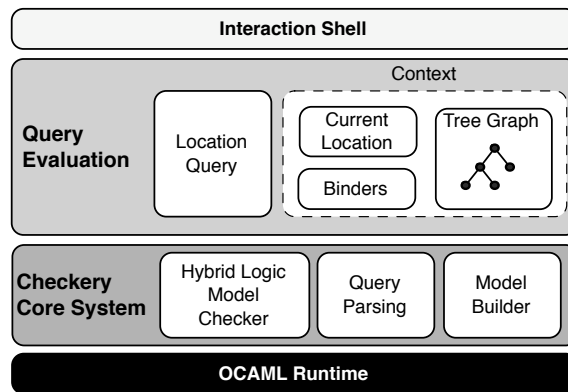 Interaction Shell
Context
Query
Evaluation
Location
Query
Current
Location
Binders
Tree Graph
Checkery
Core System
Hybrid Logic
Model
Checker
Query
Parsing
Model
Builder
OCAML Runtime